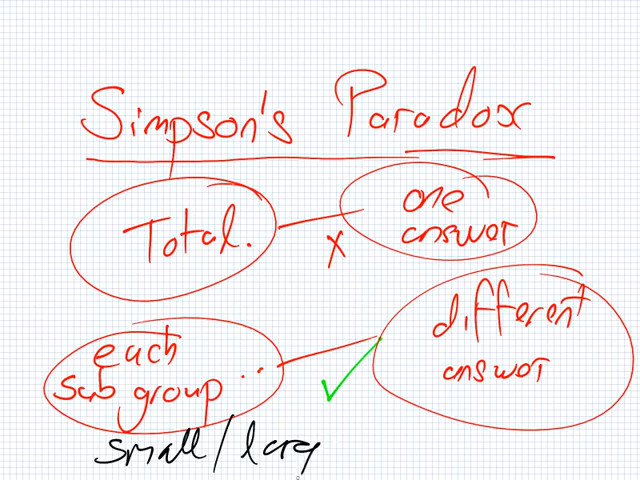 Simpson's Paradox
Total.
one
answer
x
each
sub group ..
different
answer
small/larg